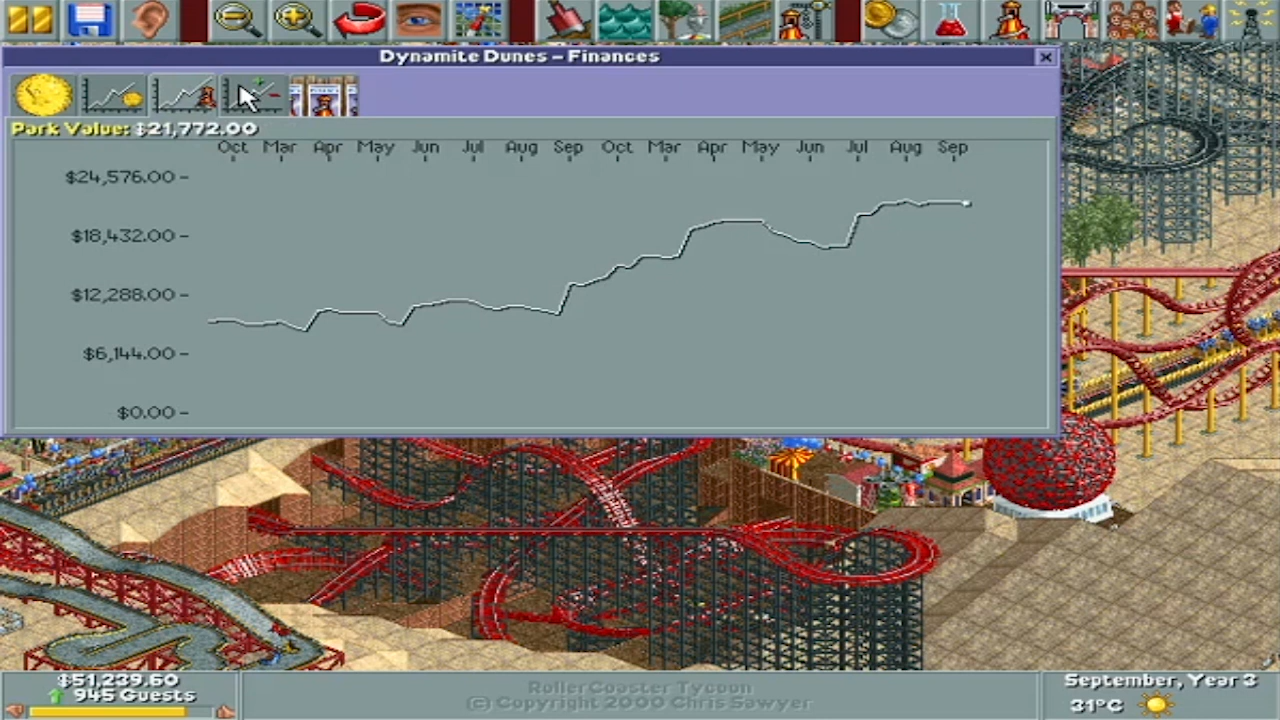 Dynamite Dunes - Finances
Park Value: $21,772.00
Oct Mar Apr May Jun Jul Aug Sep Oct Mar Apr May Jun Jul Aug Sep
$24,576.00
$18,432.00
$12,288.00
$6,144.00
$0.00
$51,239.60
945 Guests
RollerCoaster Tycoon
© Copyright 2000 Chris Sawyer
September, Year 3
31°C